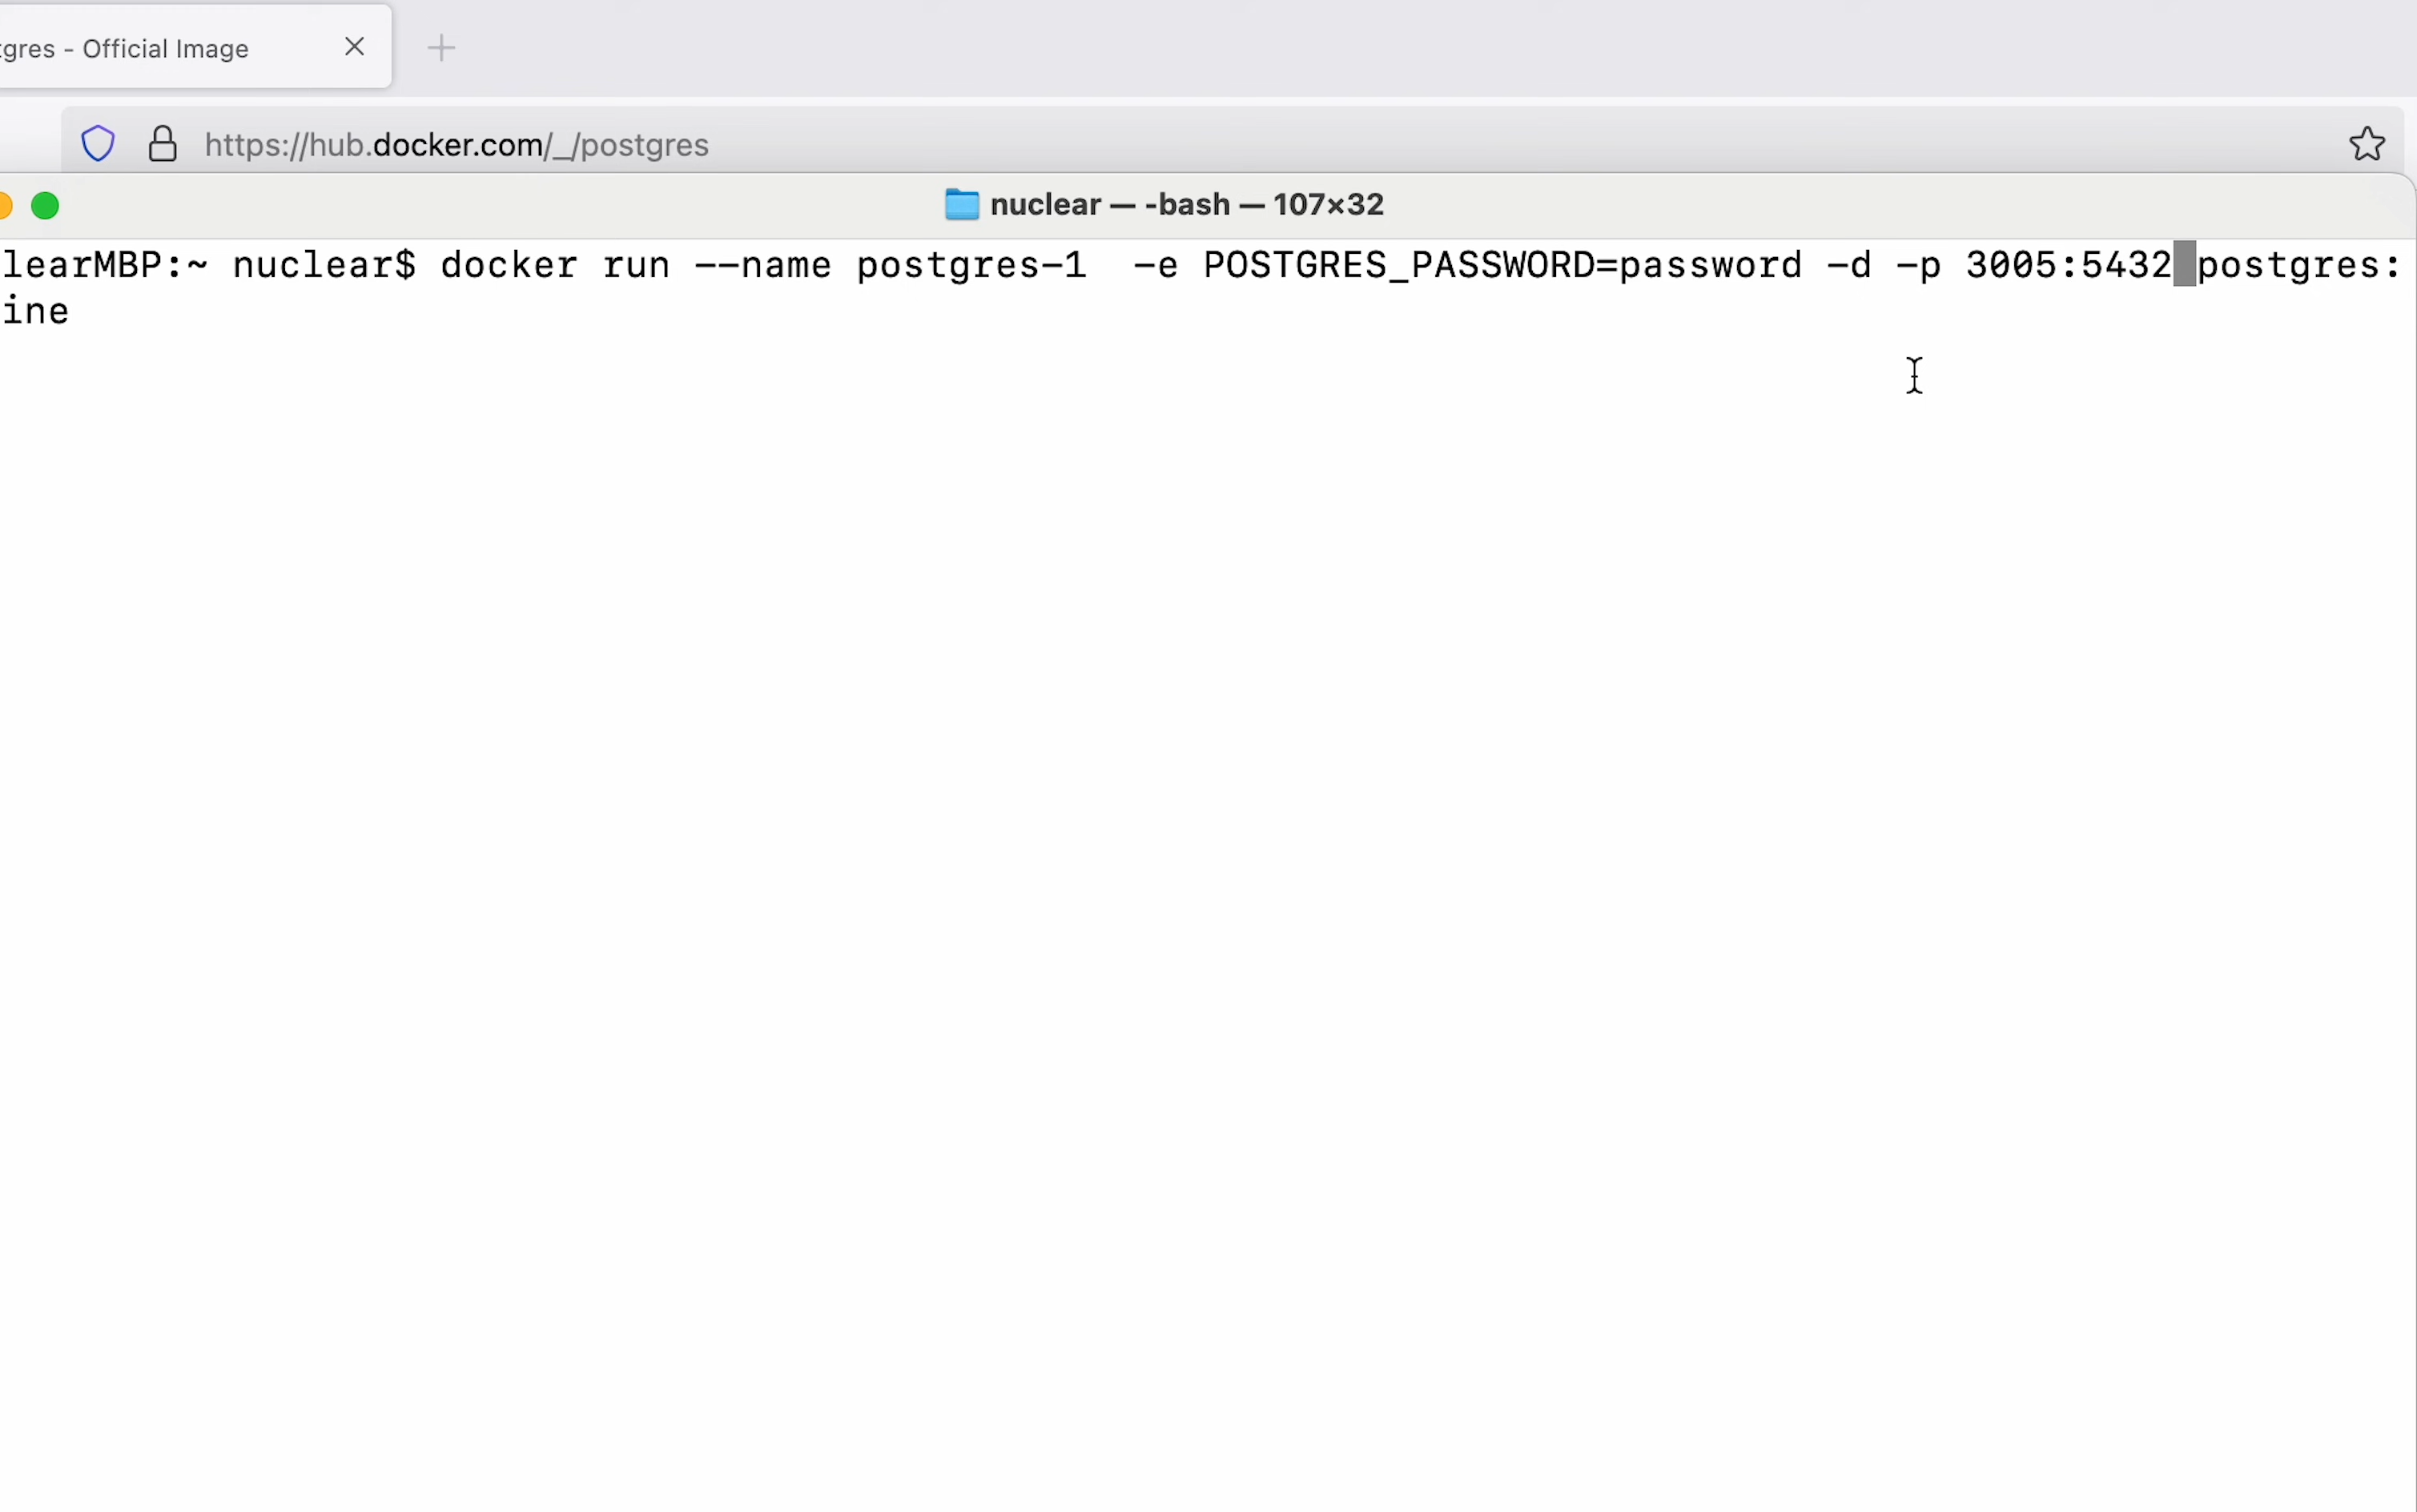 tgres - Official Image
https://hub.docker.com/_/postgres
nuclear — -bash — 107×32
learMBP:~ nuclear$ docker run --name postgres-1  -e POSTGRES_PASSWORD=password -d -p 3005:5432 postgres:
ine